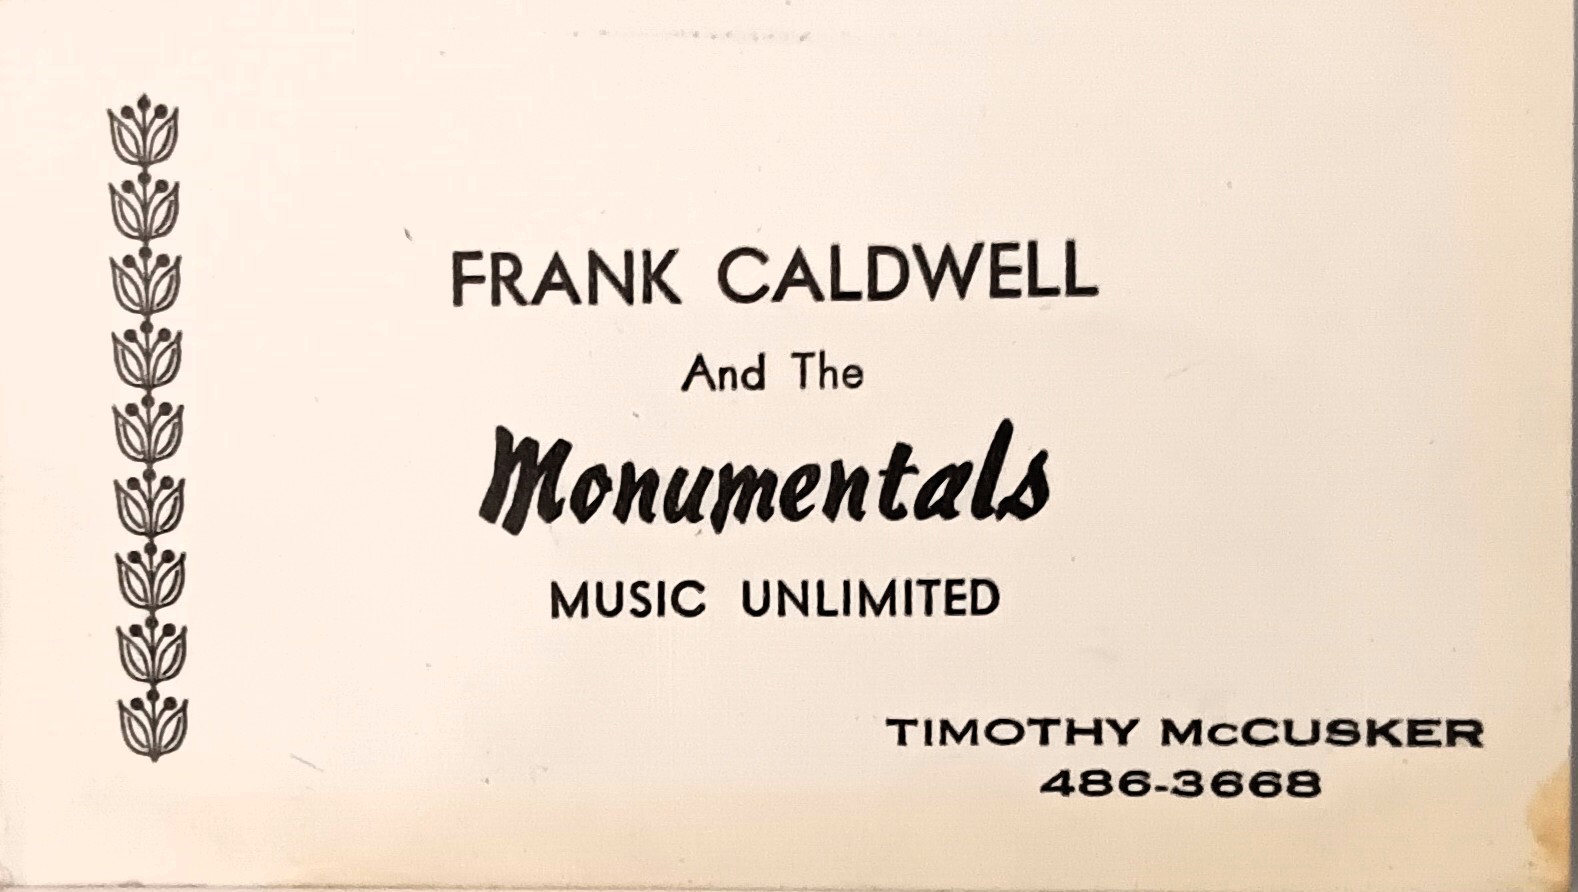 FRANK CALDWELL
And The
Monumentals
MUSIC UNLIMITED
TIMOTHY McCUSKER
486-3668